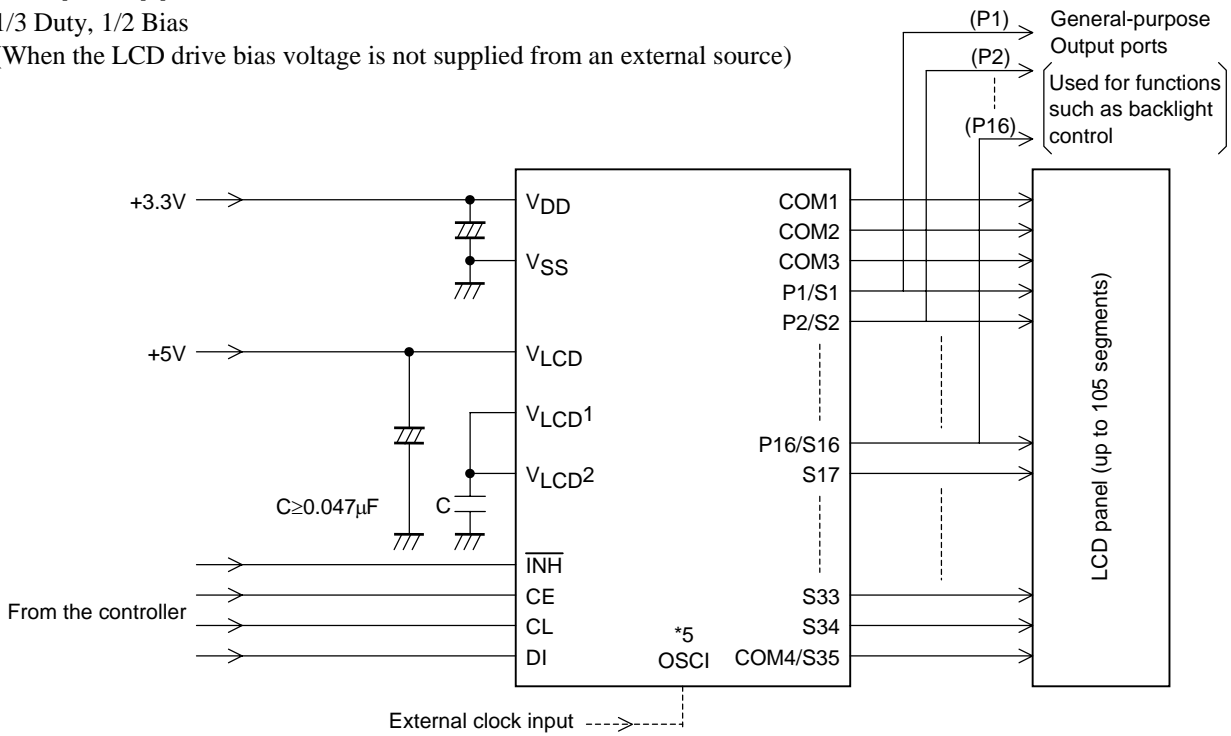 1/3 Duty, 1/2 Bias
(When the LCD drive bias voltage is not supplied from an external source)
(P1)
General-purpose
Output ports
(P2)
Used for functions
such as backlight
control
(P16)
+3.3V
VDD
COM1
COM2
VSS
COM3
P1/S1
P2/S2
+5V
VLCD
VLCD1
P16/S16
VLCD2
S17
C≥0.047μF
C
LCD panel (up to 105 segments)
INH
From the controller
CE
S33
CL
S34
DI
*5
OSCI
COM4/S35
External clock input